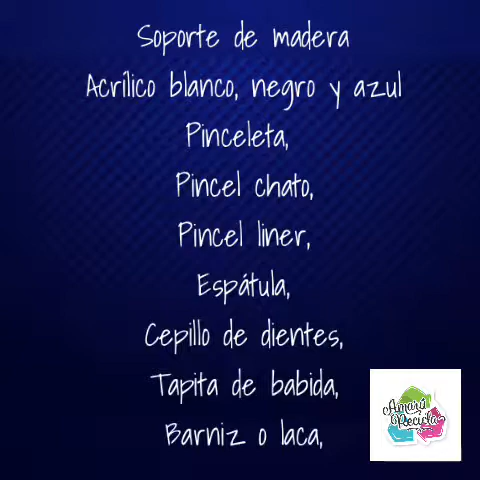 Soporte de madera
Acrílico blanco, negro y azul
Pinceleta,
Pincel chato,
Pincel liner,
Espátula,
Cepillo de dientes,
Tapita de babida,
Barniz o laca,
Amarú
Recicla